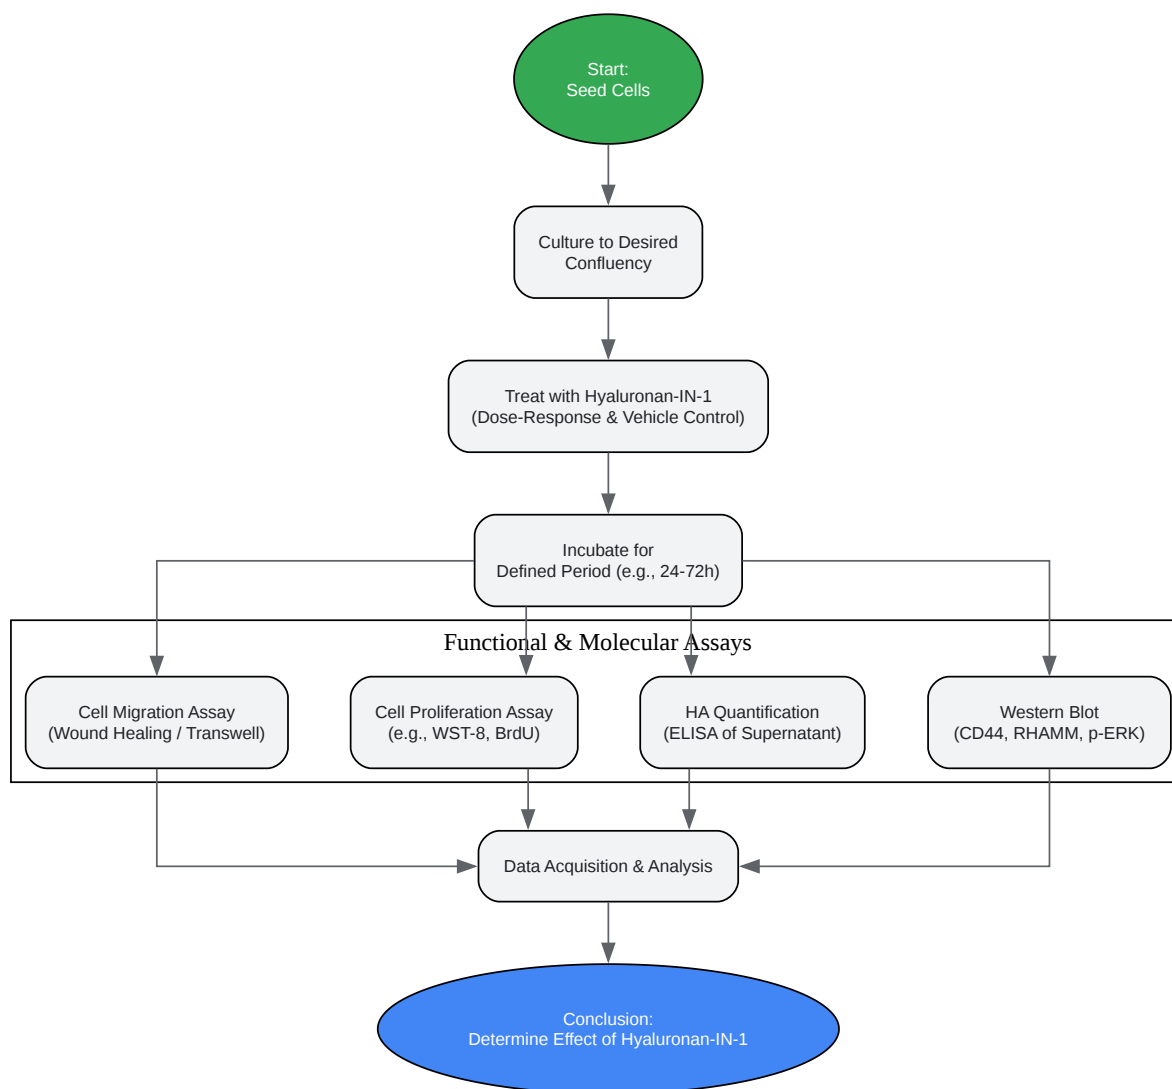 Start:
Seed Cells
Culture to Desired
Confluency
Treat with Hyaluronan-IN-1
(Dose-Response & Vehicle Control)
Incubate for
Defined Period (e.g., 24-72h)
Functional & Molecular Assays
Cell Migration Assay
(Wound Healing / Transwell)
Cell Proliferation Assay
(e.g., WST-8, BrdU)
HA Quantification
(ELISA of Supernatant)
Western Blot
(CD44, RHAMM, p-ERK)
Data Acquisition & Analysis
Conclusion:
Determine Effect of Hyaluronan-IN-1